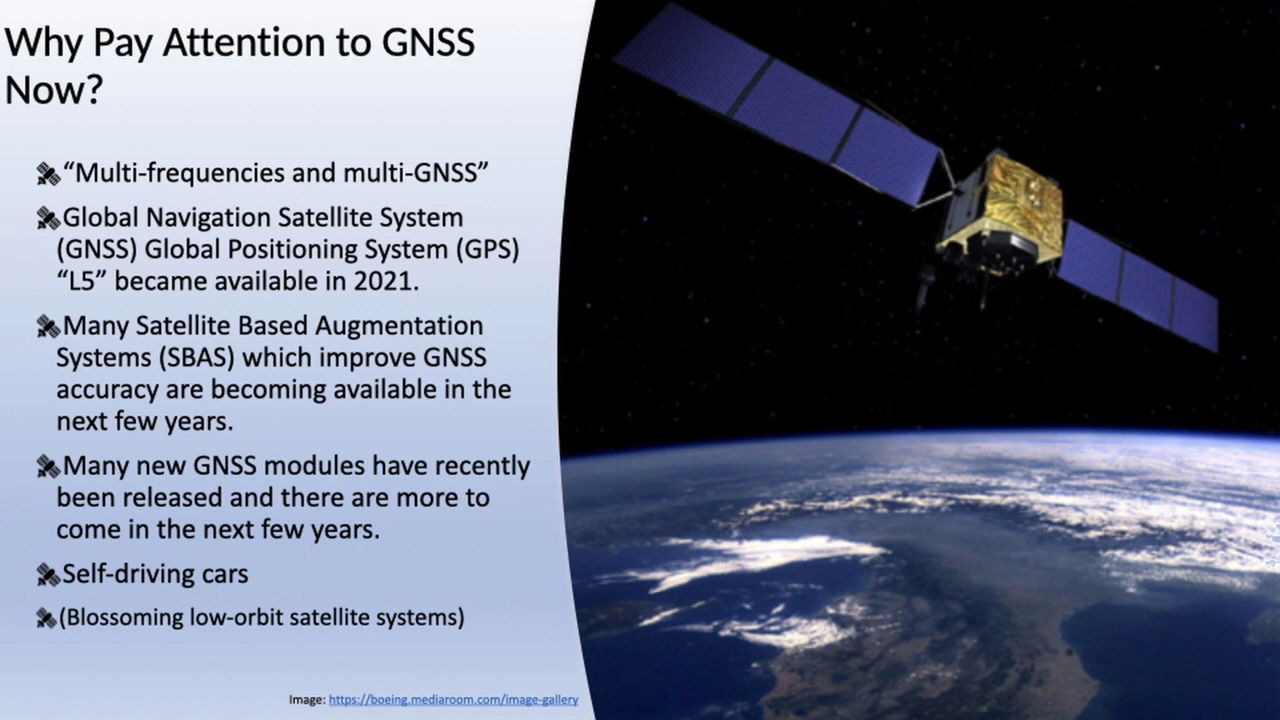 Why Pay Attention to GNSS
Now?
“Multi-frequencies and multi-GNSS”
Global Navigation Satellite System
(GNSS) Global Positioning System (GPS)
“L5” became available in 2021.
Many Satellite Based Augmentation
Systems (SBAS) which improve GNSS
accuracy are becoming available in the
next few years.
Many new GNSS modules have recently
been released and there are more to
come in the next few years.
Self-driving cars
(Blossoming low-orbit satellite systems)
Image: https://boeing.mediaroom.com/image-gallery